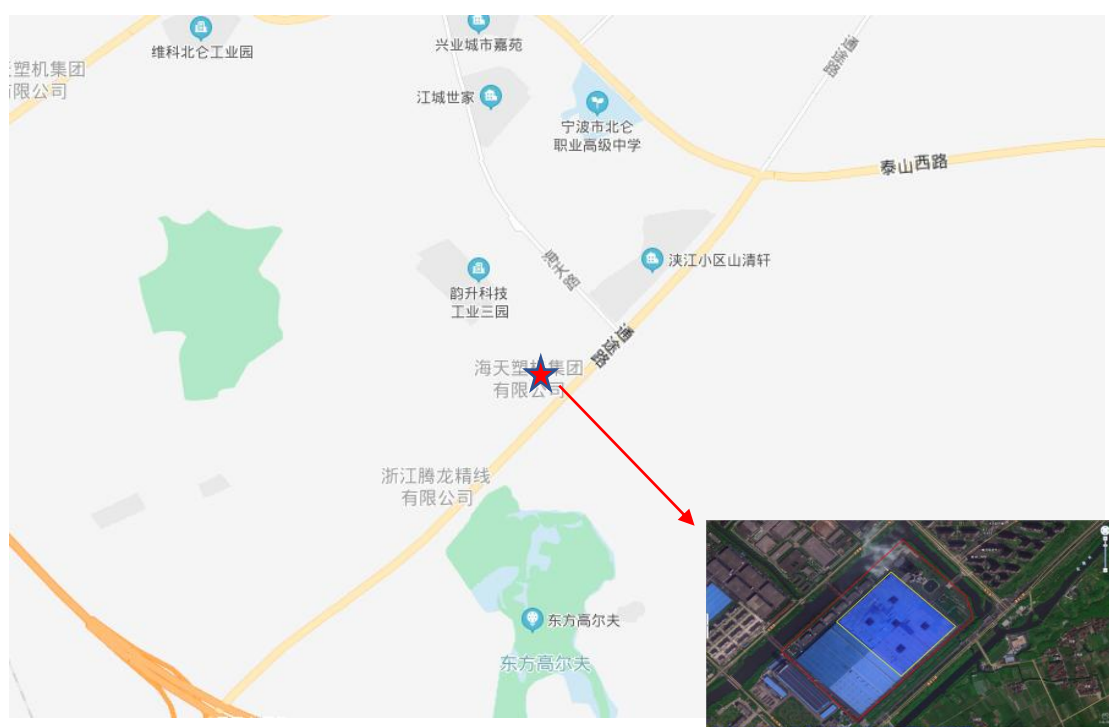 维科北仑工业园
兴业城市嘉苑
塑机集团
限公司
江城世家
宁波市北仑
职业高级中学
通途路
泰山西路
海天路
浃江小区山清轩
韵升科技
工业三园
通途路
海天塑机集团
有限公司
浙江腾龙精线
有限公司
东方高尔夫
东方高尔夫